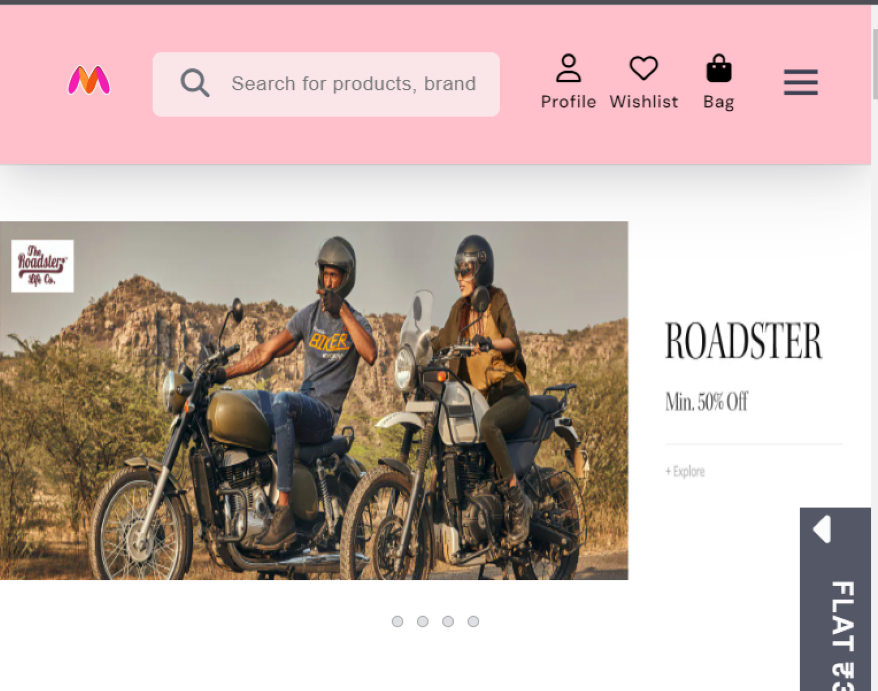 Search for products, brand
Profile
Wishlist
Bag
The
Roadster
Life Co.
BIKER
ROADSTER
Min. 50% Off
+ Explore
FLAT ₹3